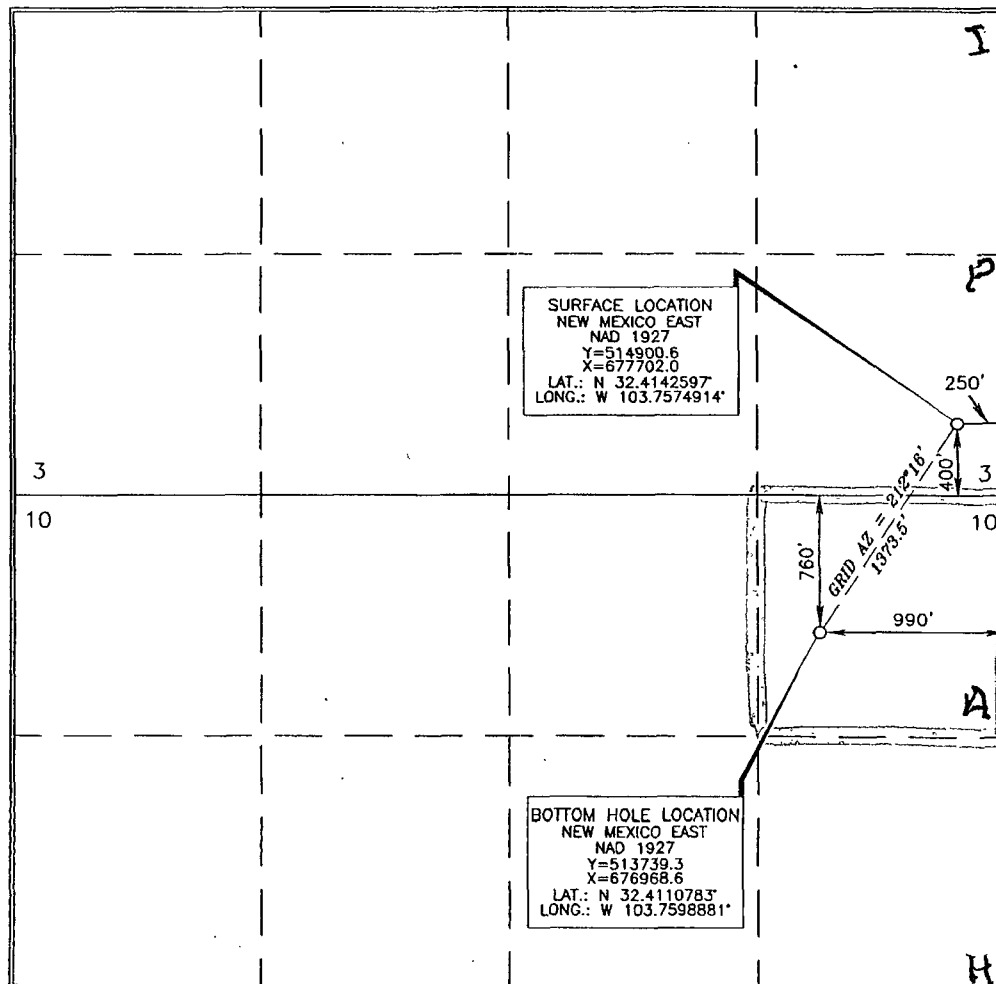 I
P
SURFACE LOCATION
NEW MEXICO EAST
NAD 1927
Y=514900.6
X=677702.0
LAT.: N 32.4142597°
LONG.: W 103.7574914°
250'
400'
3
3
10
10
GRID AZ = 212°16'
1373.5'
760'
990'
A
BOTTOM HOLE LOCATION
NEW MEXICO EAST
NAD 1927
Y=513739.3
X=676968.6
LAT.: N 32.4110783°
LONG.: W 103.7598881°
H